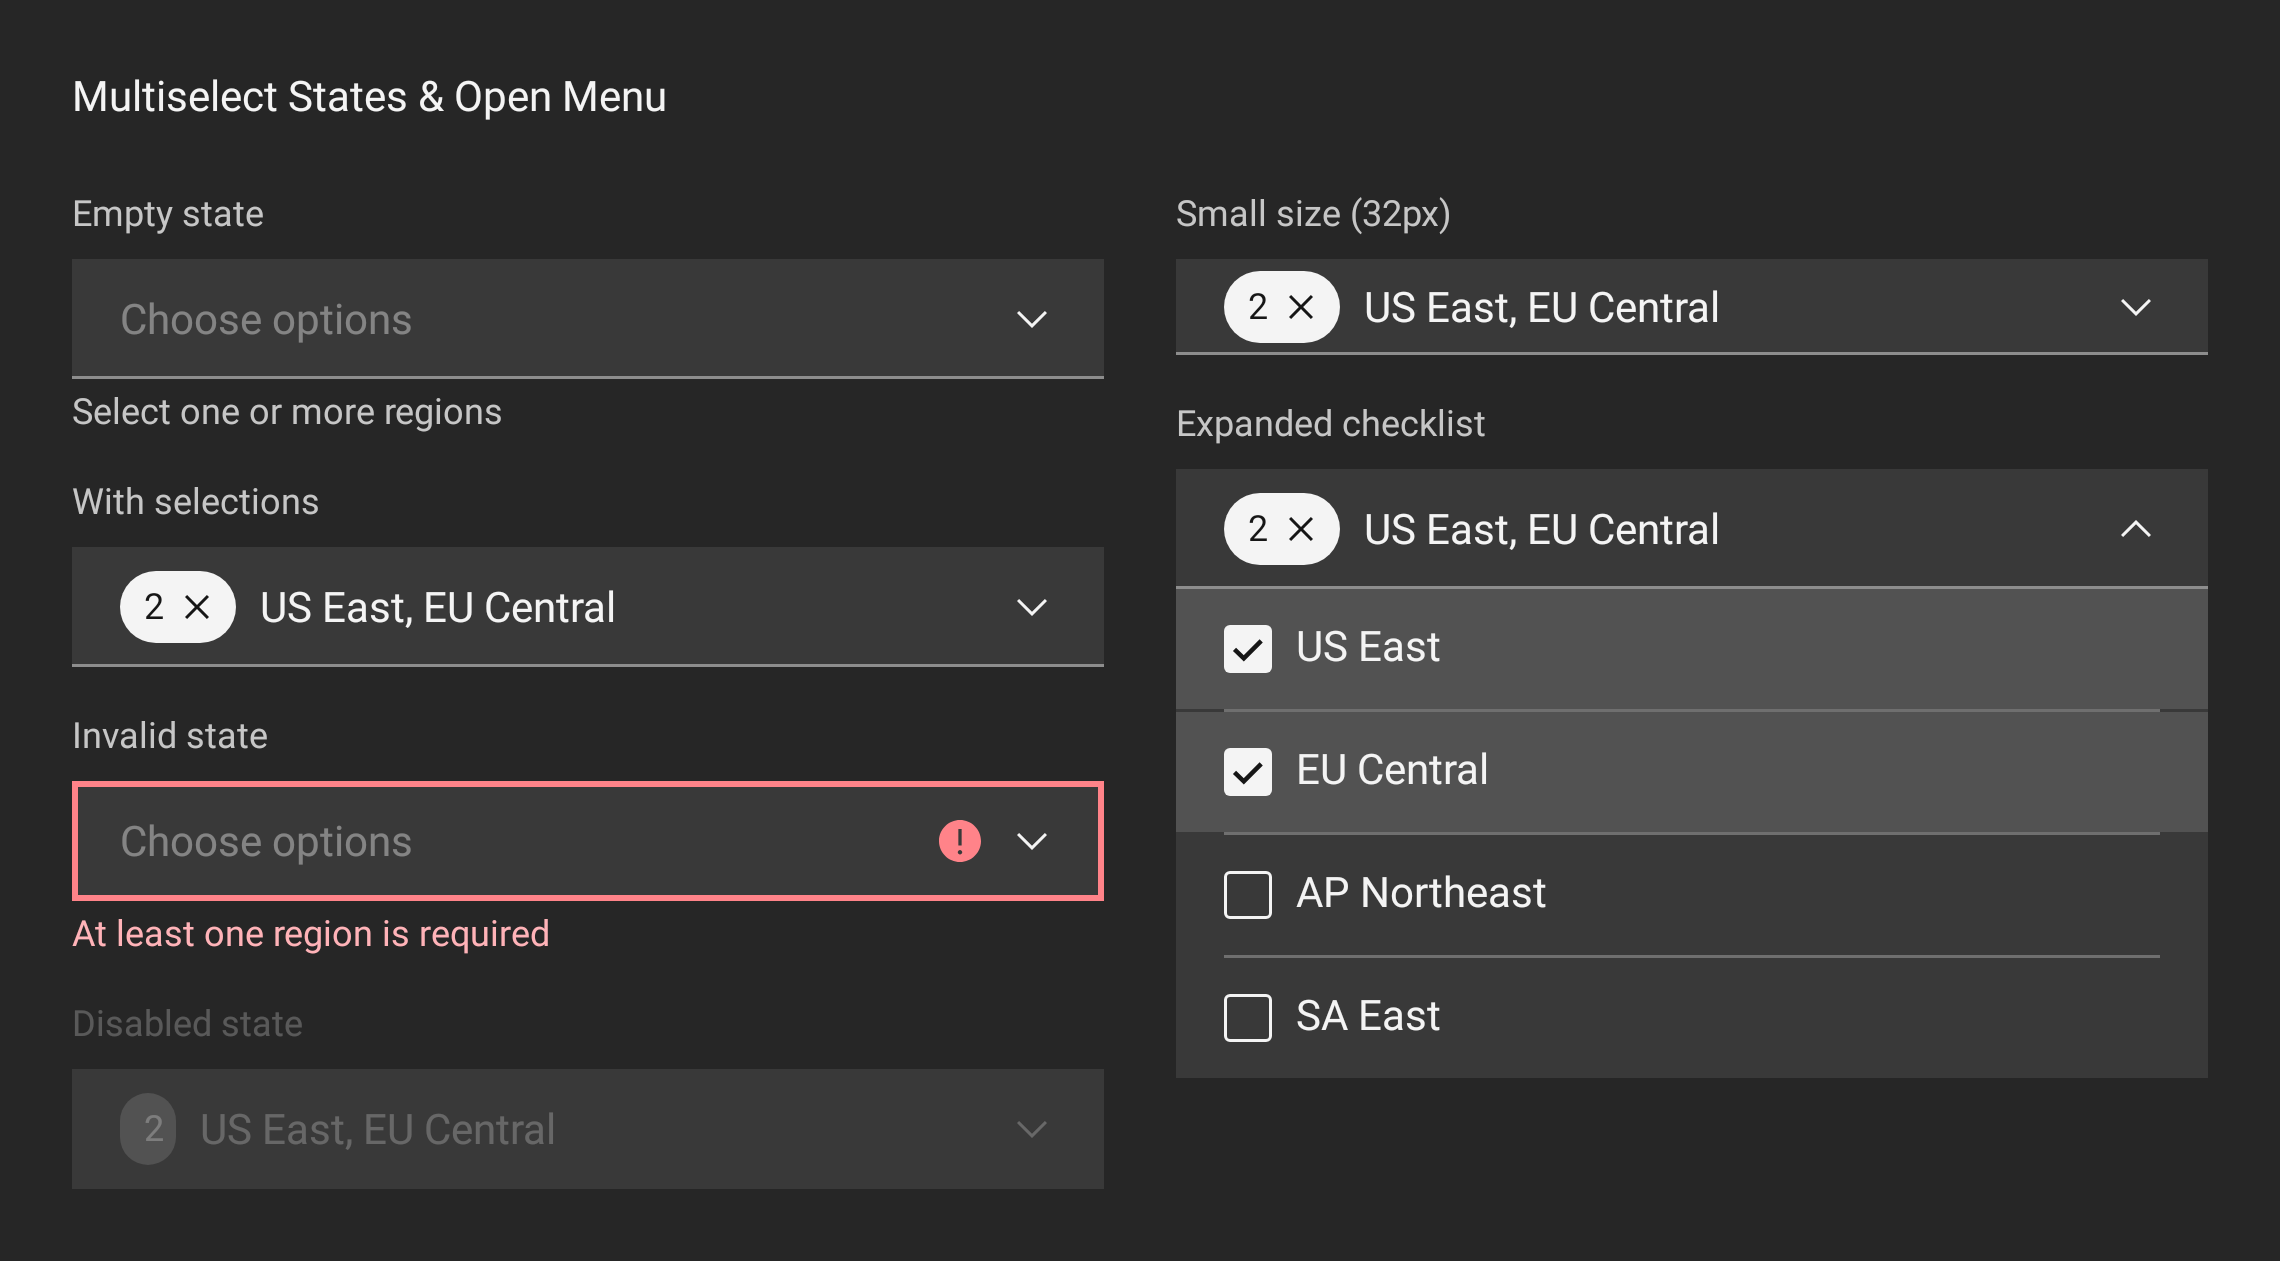 Multiselect States & Open Menu
Empty state
Choose options
Select one or more regions
With selections
2 US East, EU Central
Invalid state
Choose options
At least one region is required
Disabled state
2 US East, EU Central
Small size (32px)
2 US East, EU Central
Expanded checklist
2 US East, EU Central
US East
EU Central
AP Northeast
SA East